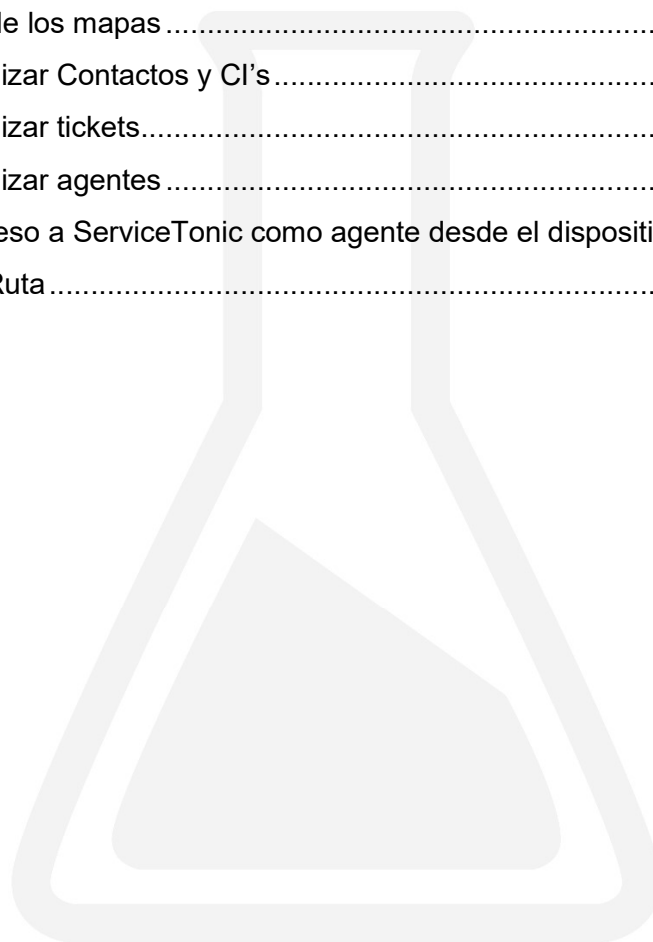 le los mapas ............................................................
izar Contactos y CI’s ...............................................
izar tickets ...............................................................
izar agentes ............................................................
eso a ServiceTonic como agente desde el dispositi
Ruta ..........................................................................